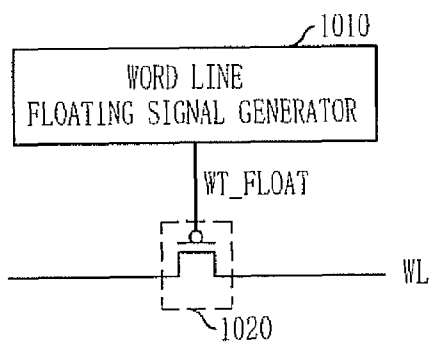 1010
WORD LINE
FLOATING SIGNAL GENERATOR
WT_FLOAT
WL
1020